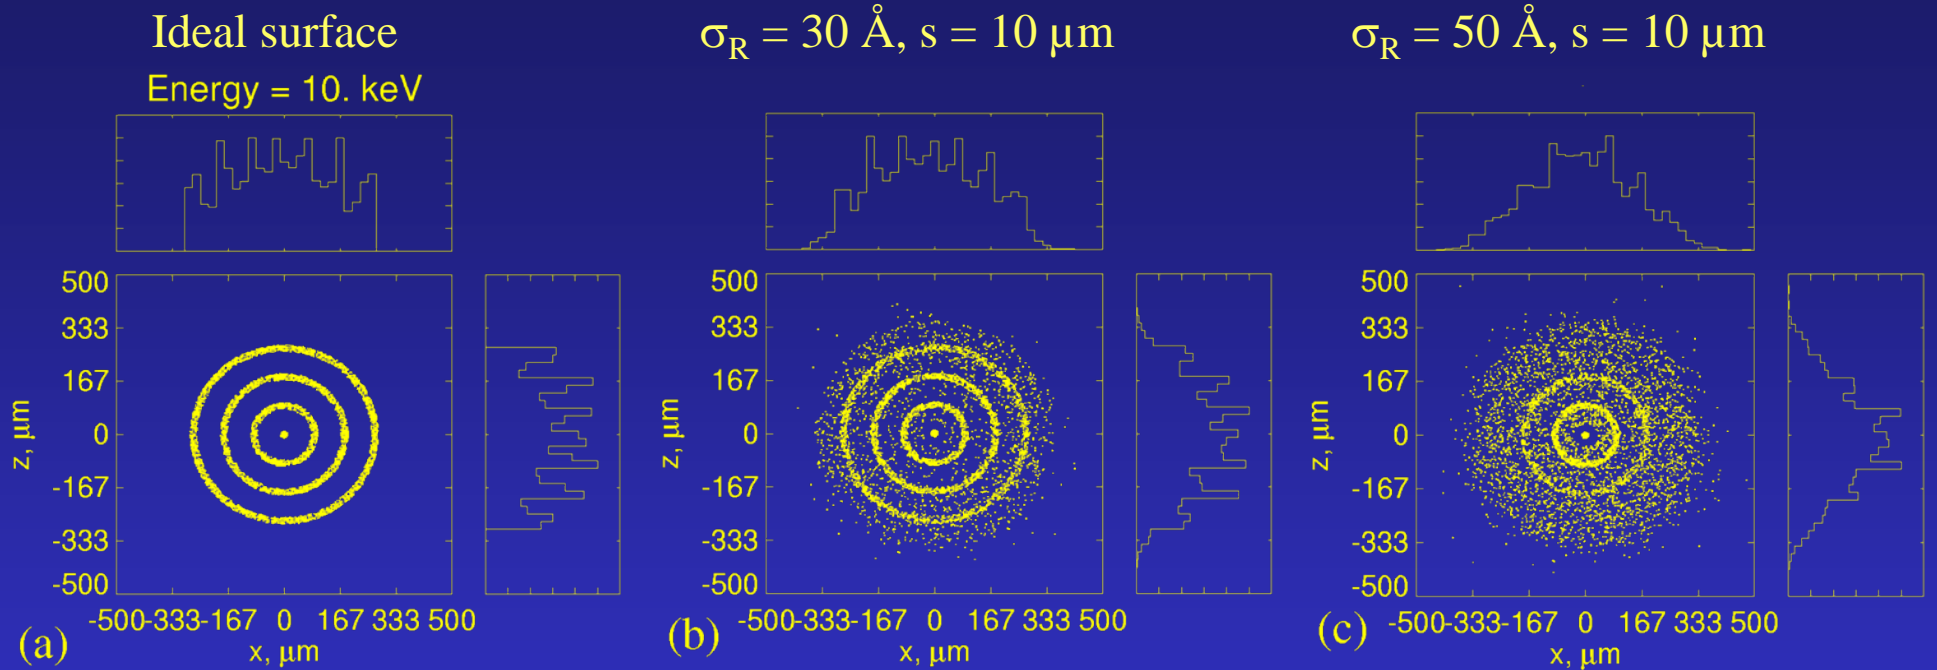 Ideal surface
σR = 30 Å, s = 10 µm
σR = 50 Å, s = 10 µm
Energy = 10. keV
500
333
167
0
-167
-333
-500
z, µm
-500-333-167 0 167 333 500
x, µm
(a)
500
333
167
0
-167
-333
-500
z, µm
-500-333-167 0 167 333 500
x, µm
(b)
500
333
167
0
-167
-333
-500
z, µm
-500-333-167 0 167 333 500
x, µm
(c)